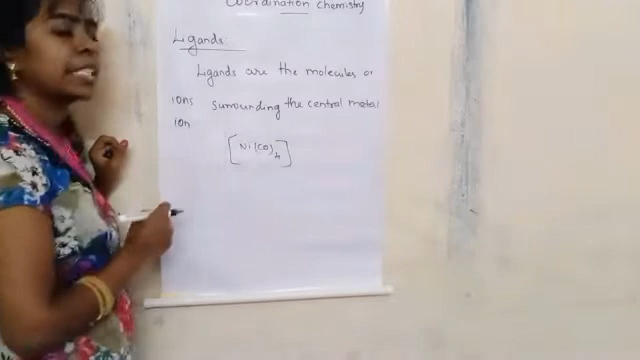 Coordination chemistry
Ligands:
Ligands are the molecules or
ions surrounding the central metal
ion
[Ni(CO)4]